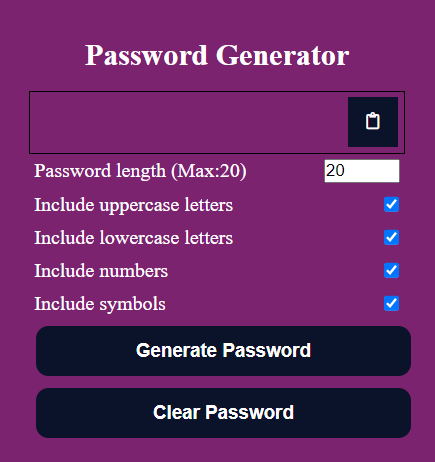 Password Generator
Password length (Max:20) 20
Include uppercase letters
Include lowercase letters
Include numbers
Include symbols
Generate Password
Clear Password